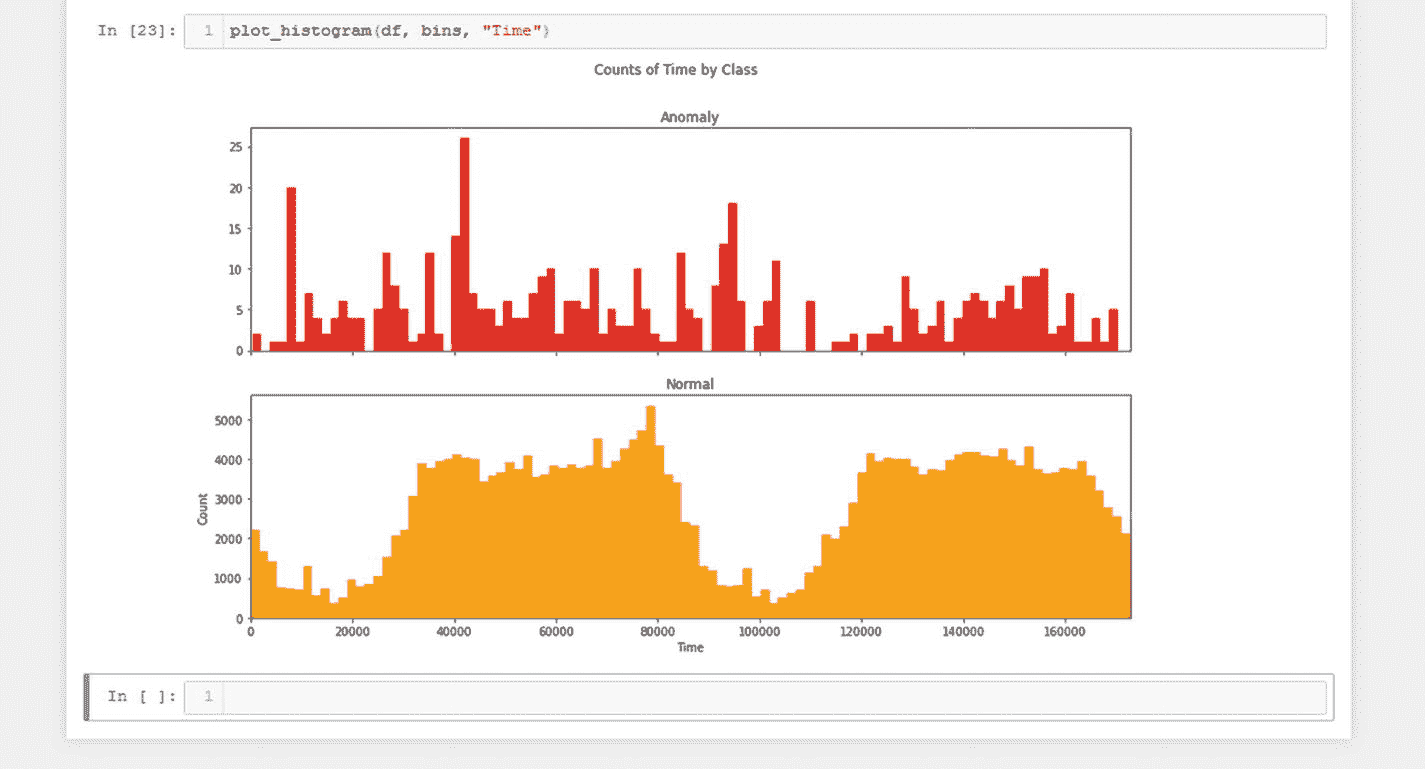 In [23]: 1 plot_histogram(df, bins, "Time")
Counts of Time by Class
Anomaly
25
20
15
10
5
0
Normal
5000
4000
3000
2000
1000
0
Count
0 20000 40000 60000 80000 100000 120000 140000 160000
Time
In [ ]: 1